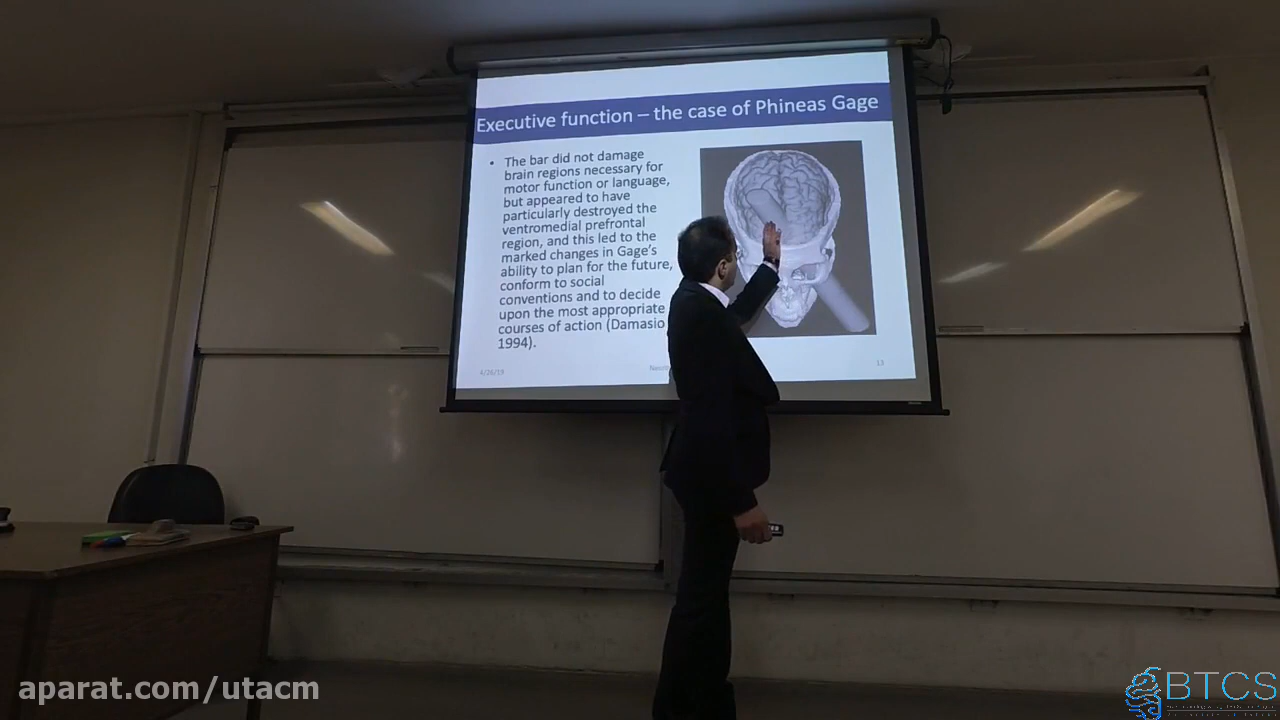 Executive function – the case of Phineas Gage
• The bar did not damage
brain regions necessary for
motor function or language,
but appeared to have
particularly destroyed the
ventromedial prefrontal
region, and this led to the
marked changes in Gage's
ability to plan for the future,
conform to social
conventions and to decide
upon the most appropriate
courses of action (Damasio
1994).
4/26/19
13
aparat.com/utacm
BTCS